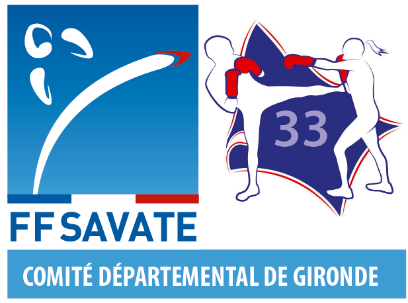 33
FF SAVATE
COMITÉ DÉPARTEMENTAL DE GIRONDE